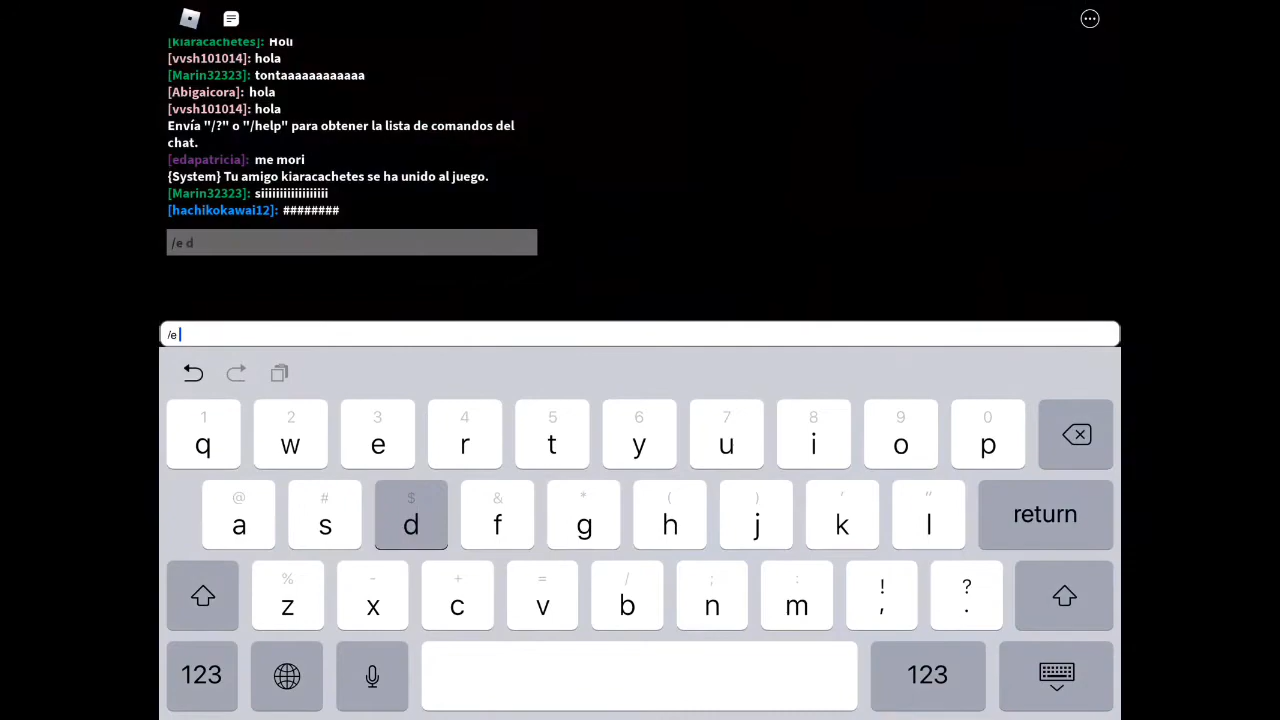 [kiaracachetes]: Holi
[vvsh101014]: hola
[Marin32323]: tontaaaaaaaaaaaa
[Abigaicora]: hola
[vvsh101014]: hola
Envía "/?" o "/help" para obtener la lista de comandos del
chat.
[edapatricia]: me mori
{System} Tu amigo kiaracachetes se ha unido al juego.
[Marin32323]: siiiiiiiiiiiiiiiii
[hachikokawai12]: ########
/e d
/e
1 2 3 4 5 6 7 8 9 0
q w e r t y u i o p
@ # $ & * ( ) ' "
a s d f g h j k l return
% - + = / ; : ! ?
z x c v b n m , .
123 123